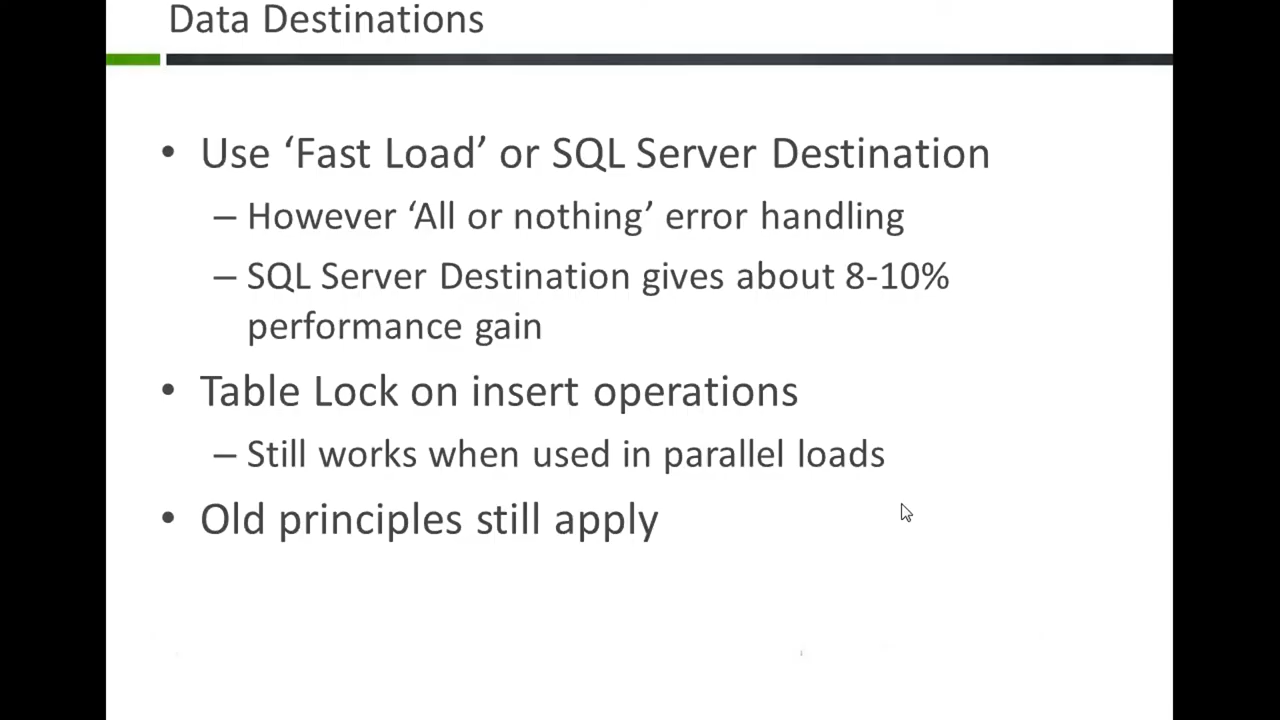 Data Destinations
• Use ‘Fast Load’ or SQL Server Destination
– However ‘All or nothing’ error handling
– SQL Server Destination gives about 8-10%
performance gain
• Table Lock on insert operations
– Still works when used in parallel loads
• Old principles still apply